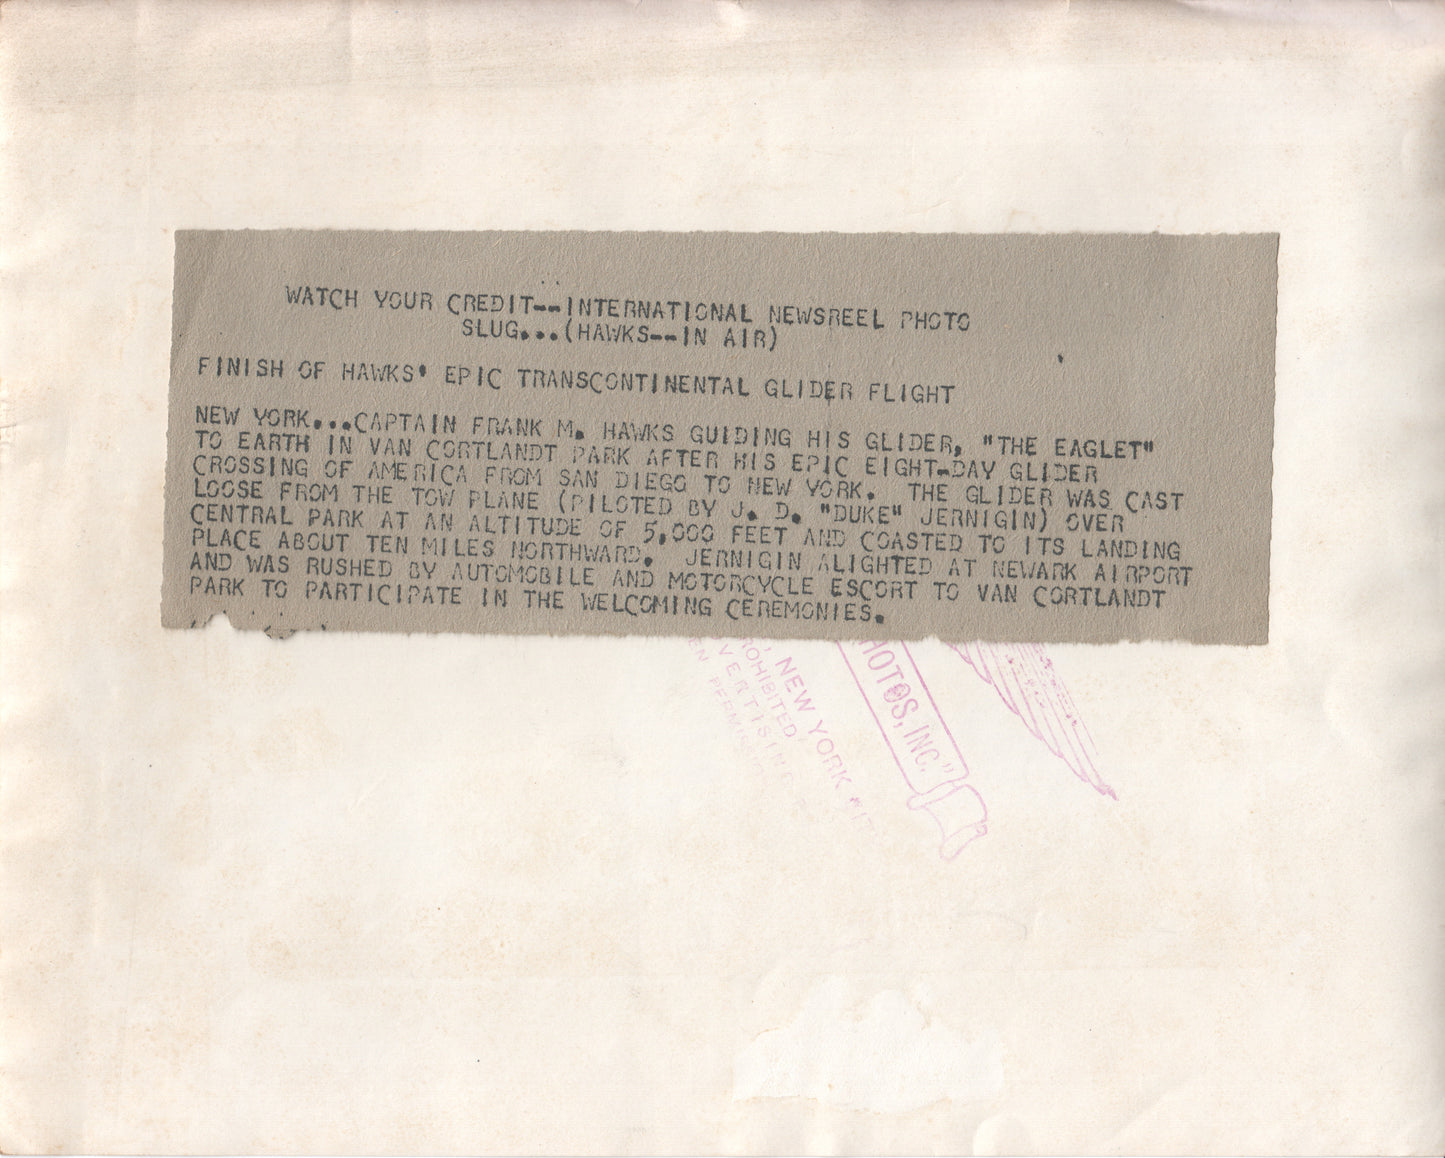 WATCH YOUR CREDIT--INTERNATIONAL NEWSREEL PHOTO
SLUG...(HAWKS--IN AIR)
FINISH OF HAWKS' EPIC TRANSCONTINENTAL GLIDER FLIGHT
NEW YORK...CAPTAIN FRANK M. HAWKS GUIDING HIS GLIDER, "THE EAGLET"
TO EARTH IN VAN CORTLANDT PARK AFTER HIS EPIC EIGHT-DAY GLIDER
CROSSING OF AMERICA FROM SAN DIEGO TO NEW YORK. THE GLIDER WAS CAST
LOOSE FROM THE TOW PLANE (PILOTED BY J. D. "DUKE" JERNIGIN) OVER
CENTRAL PARK AT AN ALTITUDE OF 5,000 FEET AND COASTED TO ITS LANDING
PLACE ABOUT TEN MILES NORTHWARD. JERNIGIN ALIGHTED AT NEWARK AIRPORT
AND WAS RUSHED BY AUTOMOBILE AND MOTORCYCLE ESCORT TO VAN CORTLANDT
PARK TO PARTICIPATE IN THE WELCOMING CEREMONIES.
HOTOS, INC."
, NEW YORK
OHIBITED
VERTISING
EN PERMIS